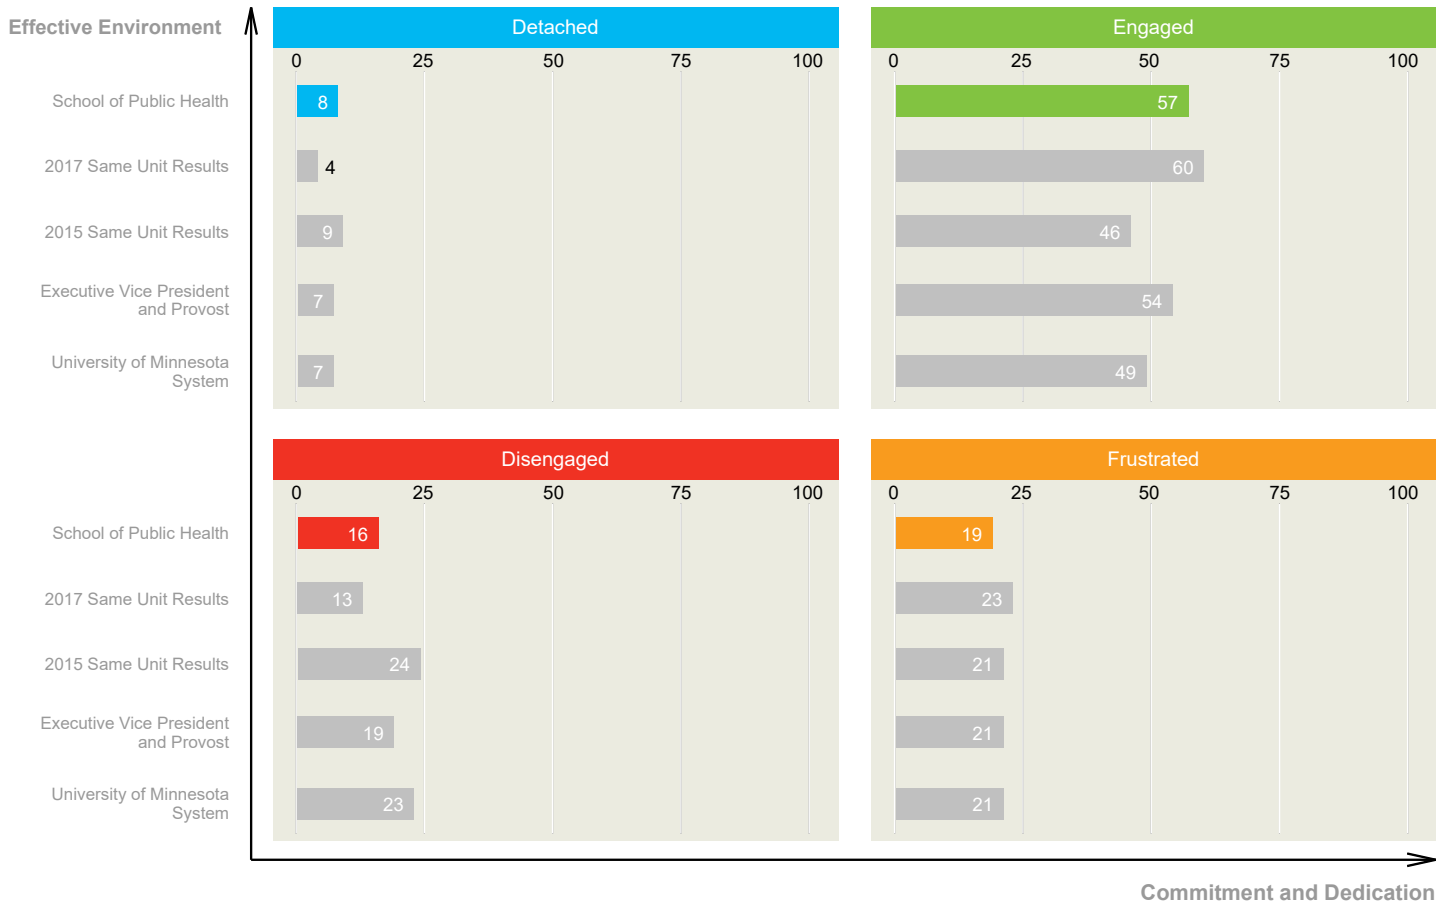 Effective Environment
Detached
0 25 50 75 100
School of Public Health
8
2017 Same Unit Results
4
2015 Same Unit Results
9
Executive Vice President
and Provost
7
University of Minnesota
System
7
Engaged
0 25 50 75 100
57
60
46
54
49
Disengaged
0 25 50 75 100
School of Public Health
16
2017 Same Unit Results
13
2015 Same Unit Results
24
Executive Vice President
and Provost
19
University of Minnesota
System
23
Frustrated
0 25 50 75 100
19
23
21
21
21
Commitment and Dedication